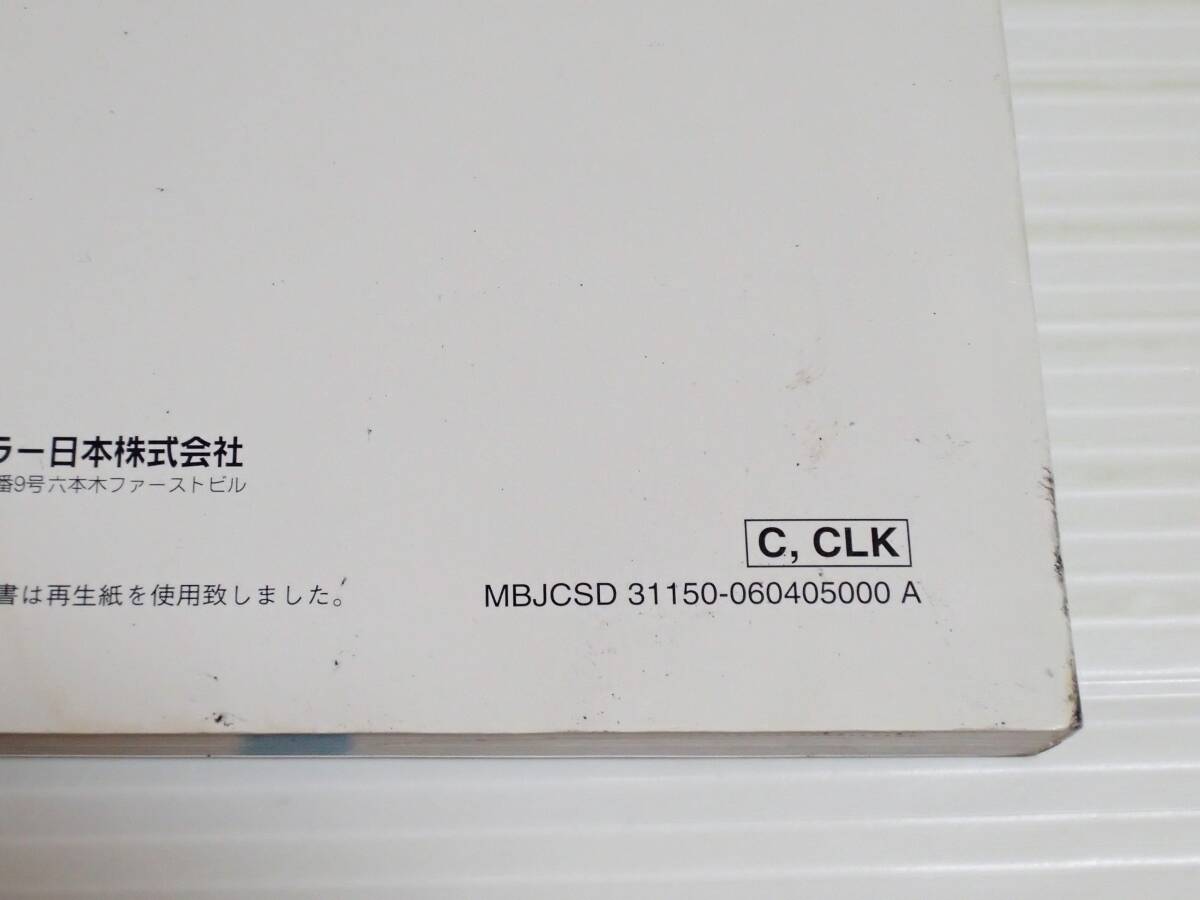 ラー日本株式会社
番9号六本木ファーストビル
C, CLK
書は再生紙を使用致しました。
MBJCSD 31150-060405000 A